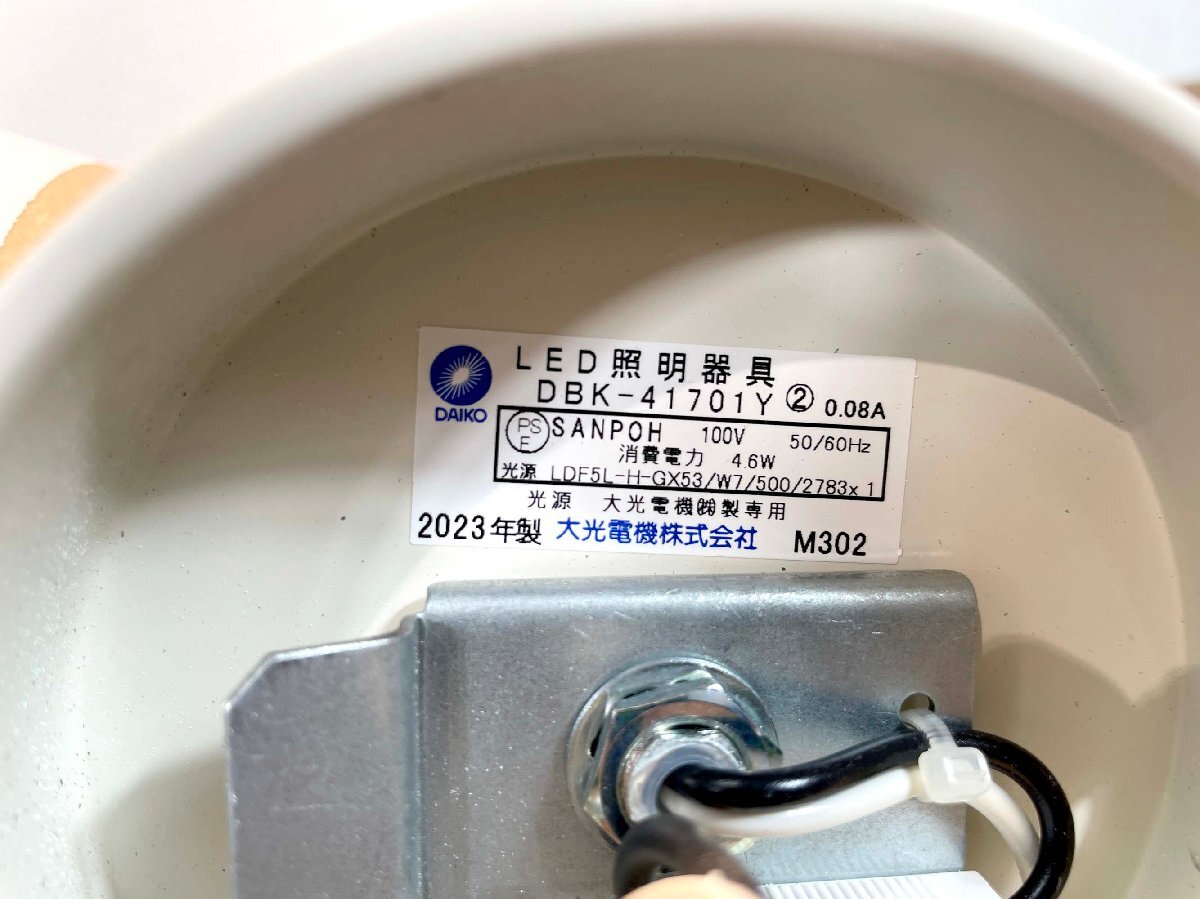 LED照明器具
DAIKO
DBK-41701Y ② 0.08A
PS E SANPOH 100V 50/60Hz
消費電力 4.6W
光源 LDF5L-H-GX53/W7/500/2783x1
光源 大光電機㈱製専用
2023年製 大光電機株式会社 M302